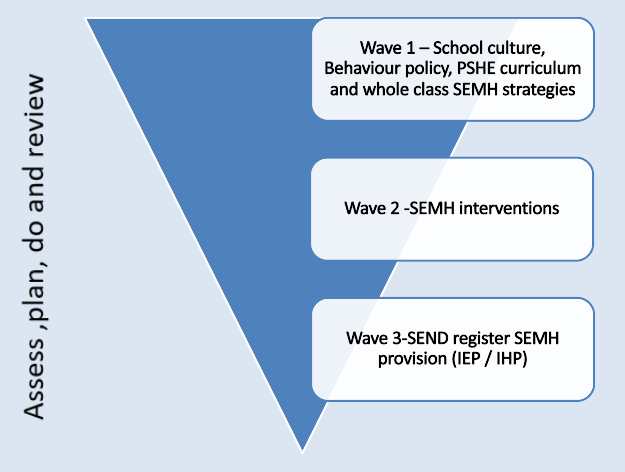 Assess ,plan, do and review
Wave 1 – School culture,
Behaviour policy, PSHE curriculum
and whole class SEMH strategies
Wave 2 -SEMH interventions
Wave 3-SEND register SEMH
provision (IEP / IHP)